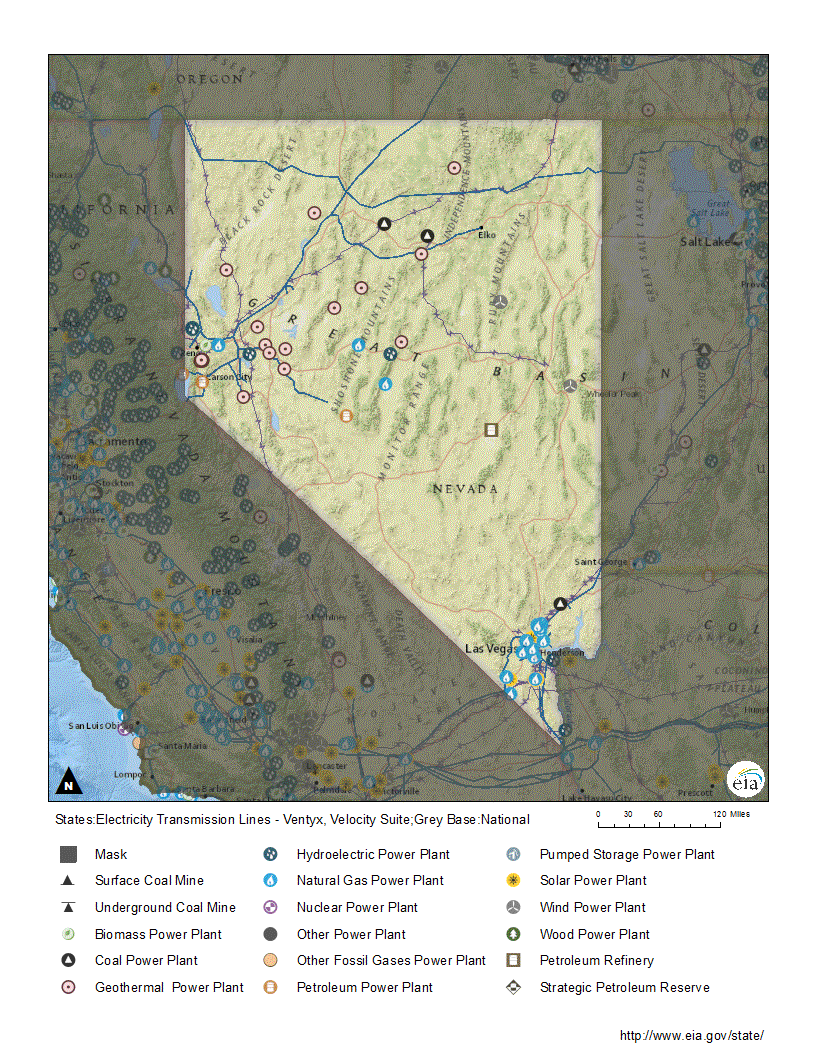 OREGON
DESERT
Twin Falls
INDEPENDENCE MOUNTAINS
BLACK ROCK DESERT
GREAT SALT LAKE DESERT
Great
Salt Lake
CALIFORNIA
Elko
Salt Lake
RUBY MOUNTAINS
SHOSHONE MOUNTAINS
GREAT BASIN
Carson City
Wheeler Peak
MONITOR RANGE
Sacramento
Stockton
Livermore
NEVADA
SIERRA NEVADA MOUNTAINS
Saint George
Fresno
DEATH VALLEY
Visalia
Las Vegas
Henderson
COCONINO
PLATEAU
San Luis Obispo
Santa Maria
Lancaster
Lompoc
Santa Barbara
Palmdale
Victorville
Lake Havasu City
Prescott
N
eia
States:Electricity Transmission Lines - Ventyx, Velocity Suite;Grey Base:National
0 30 60 120 Miles
Mask
Hydroelectric Power Plant
Pumped Storage Power Plant
Surface Coal Mine
Natural Gas Power Plant
Solar Power Plant
Underground Coal Mine
Nuclear Power Plant
Wind Power Plant
Biomass Power Plant
Other Power Plant
Wood Power Plant
Coal Power Plant
Other Fossil Gases Power Plant
Petroleum Refinery
Geothermal Power Plant
Petroleum Power Plant
Strategic Petroleum Reserve
http://www.eia.gov/state/